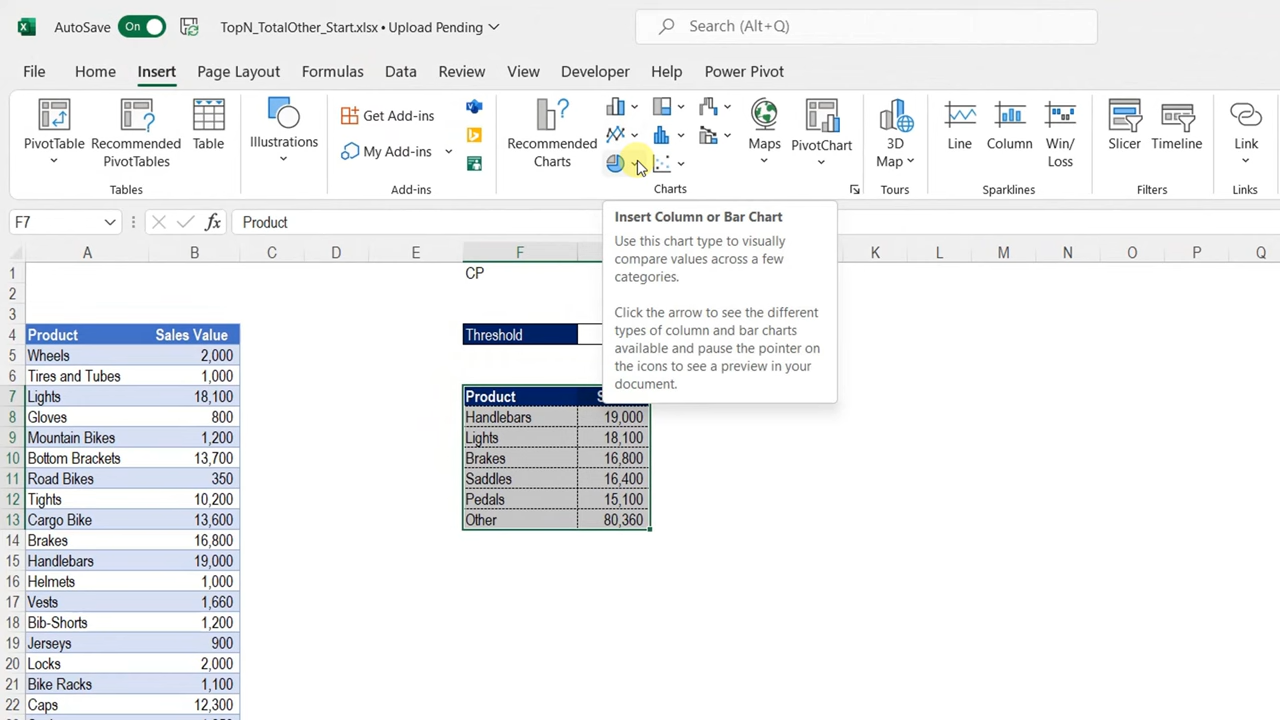 AutoSave On TopN_TotalOther_Start.xlsx • Upload Pending Search (Alt+Q)
File Home Insert Page Layout Formulas Data Review View Developer Help Power Pivot
PivotTable Recommended PivotTables Table Illustrations Get Add-ins My Add-ins Recommended Charts Maps PivotChart 3D Map Line Column Win/Loss Slicer Timeline Link
Tables Add-ins Charts Tours Sparklines Filters Links
F7 fx Product
Insert Column or Bar Chart
Use this chart type to visually
compare values across a few
categories.
Click the arrow to see the different
types of column and bar charts
available and pause the pointer on
the icons to see a preview in your
document.
A B C D E F K L M N O P Q
1 CP
2
3
4 Product Sales Value Threshold
5 Wheels 2,000
6 Tires and Tubes 1,000
7 Lights 18,100 Product S
8 Gloves 800 Handlebars 19,000
9 Mountain Bikes 1,200 Lights 18,100
10 Bottom Brackets 13,700 Brakes 16,800
11 Road Bikes 350 Saddles 16,400
12 Tights 10,200 Pedals 15,100
13 Cargo Bike 13,600 Other 80,360
14 Brakes 16,800
15 Handlebars 19,000
16 Helmets 1,000
17 Vests 1,660
18 Bib-Shorts 1,200
19 Jerseys 900
20 Locks 2,000
21 Bike Racks 1,100
22 Caps 12,300